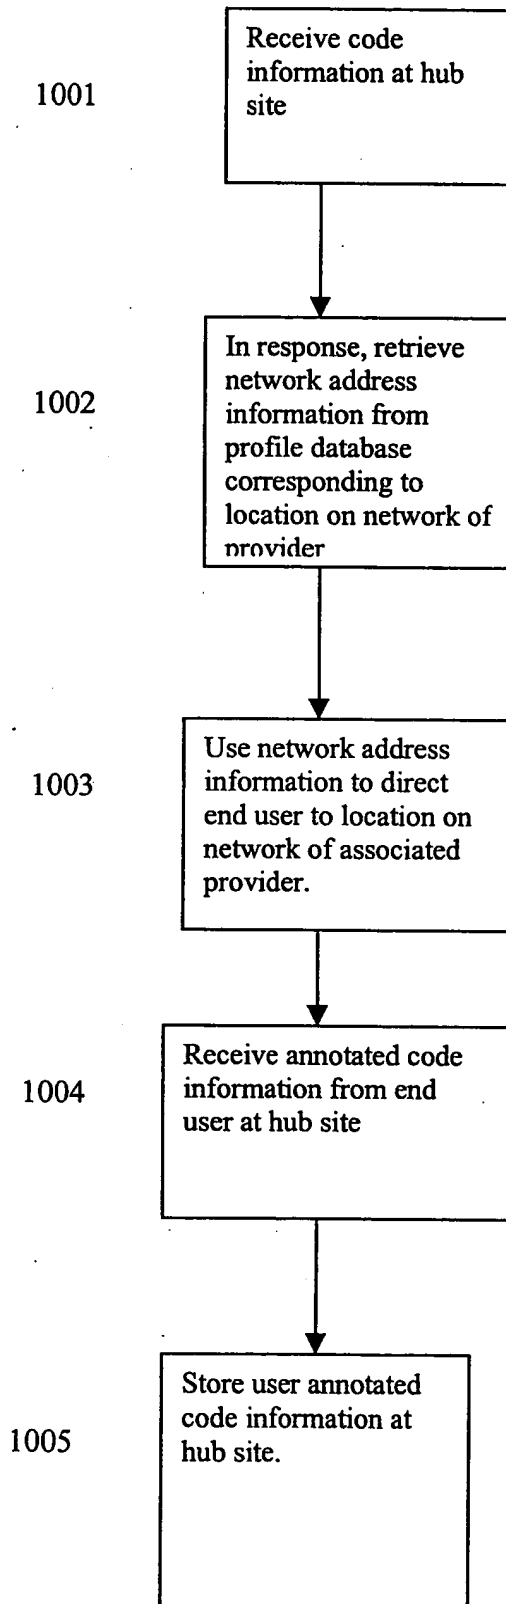 Receive code
information at hub
site
1001
In response, retrieve
network address
information from
profile database
corresponding to
location on network of
provider
1002
Use network address
information to direct
end user to location on
network of associated
provider.
1003
Receive annotated code
information from end
user at hub site
1004
Store user annotated
code information at
hub site.
1005